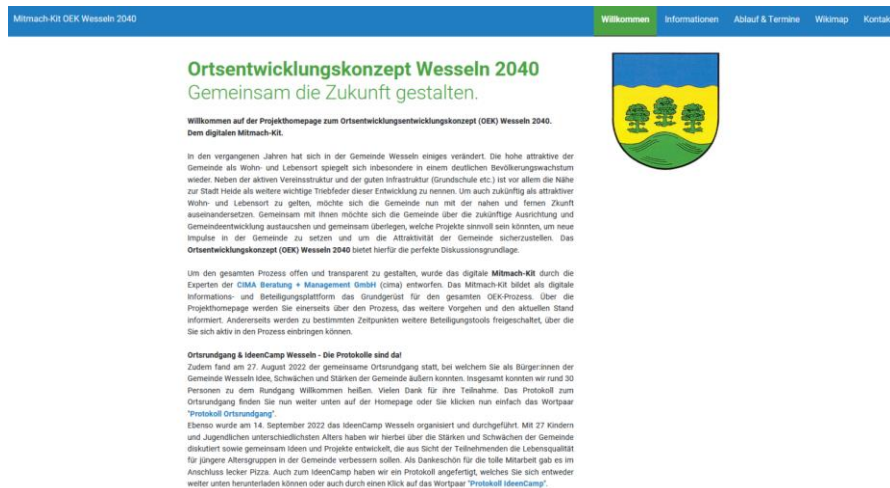 Mitmach-Kit OEK Wesseln 2040
Willkommen
Informationen
Ablauf & Termine
Wikimap
Kontak
Ortsentwicklungskonzept Wesseln 2040
Gemeinsam die Zukunft gestalten.
Willkommen auf der Projekthomepage zum Ortsentwicklungsentwicklungskonzept (OEK) Wesseln 2040.
Dem digitalen Mitmach-Kit.
In den vergangenen Jahren hat sich in der Gemeinde Wesseln einiges verändert. Die hohe attraktive der
Gemeinde als Wohn- und Lebensort spiegelt sich inbesondere in einem deutlichen Bevölkerungswachstum
wieder. Neben der aktiven Vereinsstruktur und der guten Infrastruktur (Grundschule etc.) ist vor allem die Nähe
zur Stadt Heide als weitere wichtige Triebfeder dieser Entwicklung zu nennen. Um auch zukünftig als attraktiver
Wohn- und Lebensort zu gelten, möchte sich die Gemeinde nun mit der nahen und fernen Zkunft
auseinandersetzen. Gemeinsam mit Ihnen möchte sich die Gemeinde über die zukünftige Ausrichtung und
Gemeindeentwicklung austaucshen und gemeinsam überlegen, welche Projekte sinnvoll sein könnten, um neue
Impulse in der Gemeinde zu setzen und um die Attraktivität der Gemeinde sicherzustellen. Das
Ortsentwicklungskonzept (OEK) Wesseln 2040 bietet hierfür die perfekte Diskussionsgrundlage.
Um den gesamten Prozess offen und transparent zu gestalten, wurde das digitale Mitmach-Kit durch die
Experten der CIMA Beratung + Management GmbH (cima) entworfen. Das Mitmach-Kit bildet als digitale
Informations- und Beteiligungsplattform das Grundgerüst für den gesamten OEK-Prozess. Über die
Projekthomepage werden Sie einerseits über den Prozess, das weitere Vorgehen und den aktuellen Stand
informiert. Andererseits werden zu bestimmten Zeitpunkten weitere Beteiligungstools freigeschaltet, über die
Sie sich aktiv in den Prozess einbringen können.
Ortsrundgang & IdeenCamp Wesseln - Die Protokolle sind da!
Zudem fand am 27. August 2022 der gemeinsame Ortsrundgang statt, bei welchem Sie als Bürger:innen der
Gemeinde Wesseln Idee, Schwächen und Stärken der Gemeinde äußern konnten. Insgesamt konnten wir rund 30
Personen zu dem Rundgang Willkommen heißen. Vielen Dank für ihre Teilnahme. Das Protokoll zum
Ortsrundgang finden Sie nun weiter unten auf der Homepage oder Sie klicken nun einfach das Wortpaar
"Protokoll Ortsrundgang".
Ebenso wurde am 14. September 2022 das IdeenCamp Wesseln organisiert und durchgeführt. Mit 27 Kindern
und Jugendlichen unterschiedlichsten Alters haben wir hierbei über die Stärken und Schwächen der Gemeinde
diskutiert sowie gemeinsam Ideen und Projekte entwickelt, die aus Sicht der Teilnehmenden die Lebensqualität
für jüngere Altersgruppen in der Gemeinde verbessern sollen. Als Dankeschön für die tolle Mitarbeit gab es im
Anschluss lecker Pizza. Auch zum IdeenCamp haben wir ein Protokoll angefertigt, welches Sie sich entweder
weiter unten herunterladen können oder auch durch einen Klick auf das Wortpaar "Protokoll IdeenCamp".